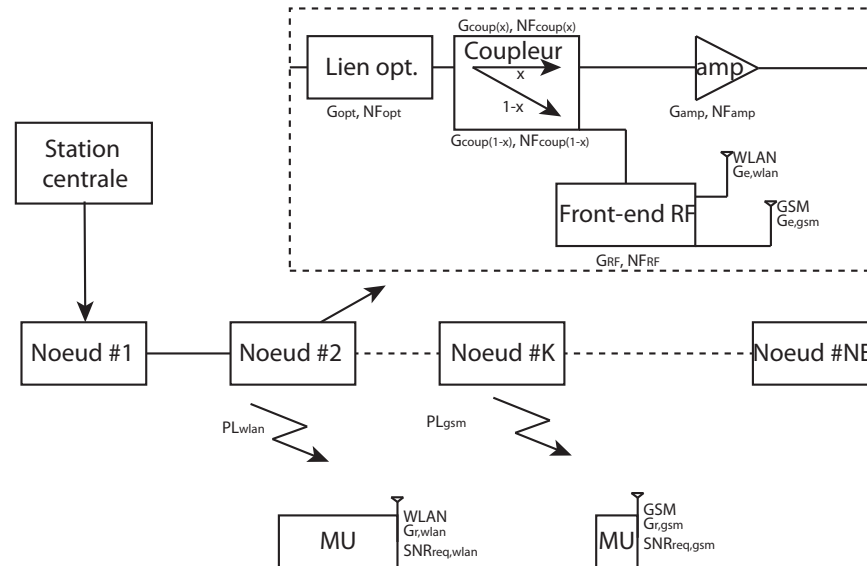 Gcoup(x), NFcoup(x)
Lien opt.
Coupleur
x
1-x
amp
Gopt, NFopt
Gamp, NFamp
Gcoup(1-x), NFcoup(1-x)
Station
centrale
WLAN
Ge,wlan
Front-end RF
GSM
Ge,gsm
GRF, NFRF
Noeud #1
Noeud #2
Noeud #K
Noeud #NE
PLwlan
PLgsm
MU
WLAN
Gr,wlan
SNRreq,wlan
MU
GSM
Gr,gsm
SNRreq,gsm